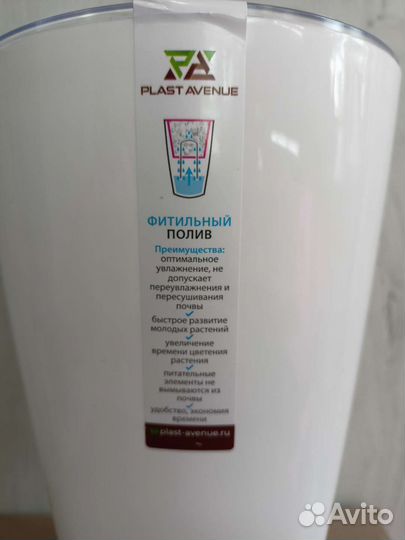 PLAST AVENUE
ФИТИЛЬНЫЙ
ПОЛИВ
Преимущества:
оптимальное
увлажнение, не
допускает
переувлажнения и
пересушивания
почвы
быстрое развитие
молодых растений
увеличение
времени цветения
растения
питательные
элементы не
вымываются из
почвы
удобство, экономия
времени
plast-avenue.ru
Avito